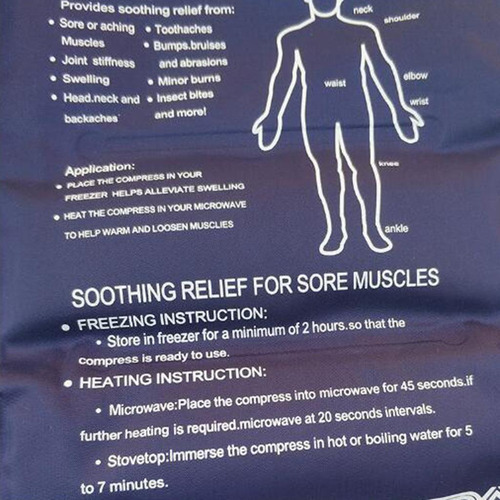 Provides soothing relief from:
• Sore or aching
Muscles
• Joint stiffness
• Swelling
• Head.neck and
backaches
• Toothaches
• Bumps.bruises
and abrasions
• Minor burns
• Insect bites
and more!
neck
shoulder
elbow
waist
wrist
knee
ankle
Application:
• PLACE THE COMPRESS IN YOUR
FREEZER HELPS ALLEVIATE SWELLING
• HEAT THE COMPRESS IN YOUR MICROWAVE
TO HELP WARM AND LOOSEN MUSCLIES
SOOTHING RELIEF FOR SORE MUSCLES
• FREEZING INSTRUCTION:
• Store in freezer for a minimum of 2 hours.so that the
compress is ready to use.
• HEATING INSTRUCTION:
• Microwave:Place the compress into microwave for 45 seconds.if
further heating is required.microwave at 20 seconds intervals.
• Stovetop:Immerse the compress in hot or boiling water for 5
to 7 minutes.